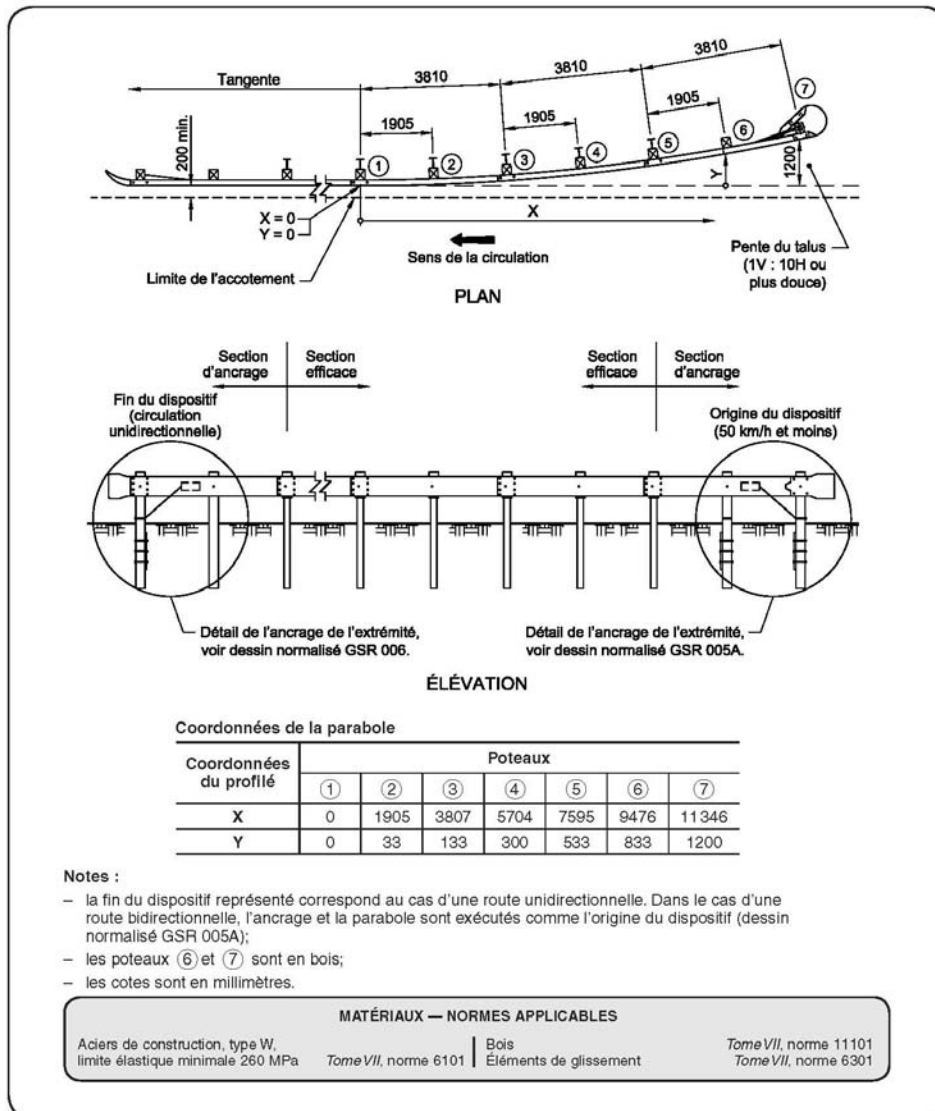 3810
3810
3810
Tangente
1905
1905
1905
200 min.
1
2
3
4
5
6
7
Y
1200
X = 0
Y = 0
X
Sens de la circulation
Limite de l'accotement
Pente du talus
(1V : 10H ou
plus douce)
PLAN
Section
d'ancrage
Section
efficace
Section
efficace
Section
d'ancrage
Fin du dispositif
(circulation
unidirectionnelle)
Origine du dispositif
(50 km/h et moins)
Détail de l'ancrage de l'extrémité,
voir dessin normalisé GSR 006.
Détail de l'ancrage de l'extrémité,
voir dessin normalisé GSR 005A.
ÉLÉVATION
Coordonnées de la parabole
Coordonnées
du profilé
Poteaux
1 2 3 4 5 6 7
X 0 1905 3807 5704 7595 9476 11 346
Y 0 33 133 300 533 833 1200
Notes :
– la fin du dispositif représenté correspond au cas d'une route unidirectionnelle. Dans le cas d'une
route bidirectionnelle, l'ancrage et la parabole sont exécutés comme l'origine du dispositif (dessin
normalisé GSR 005A);
– les poteaux 6 et 7 sont en bois;
– les cotes sont en millimètres.
MATÉRIAUX — NORMES APPLICABLES
Aciers de construction, type W,
limite élastique minimale 260 MPa Tome VII, norme 6101
Bois Tome VII, norme 11101
Éléments de glissement Tome VII, norme 6301